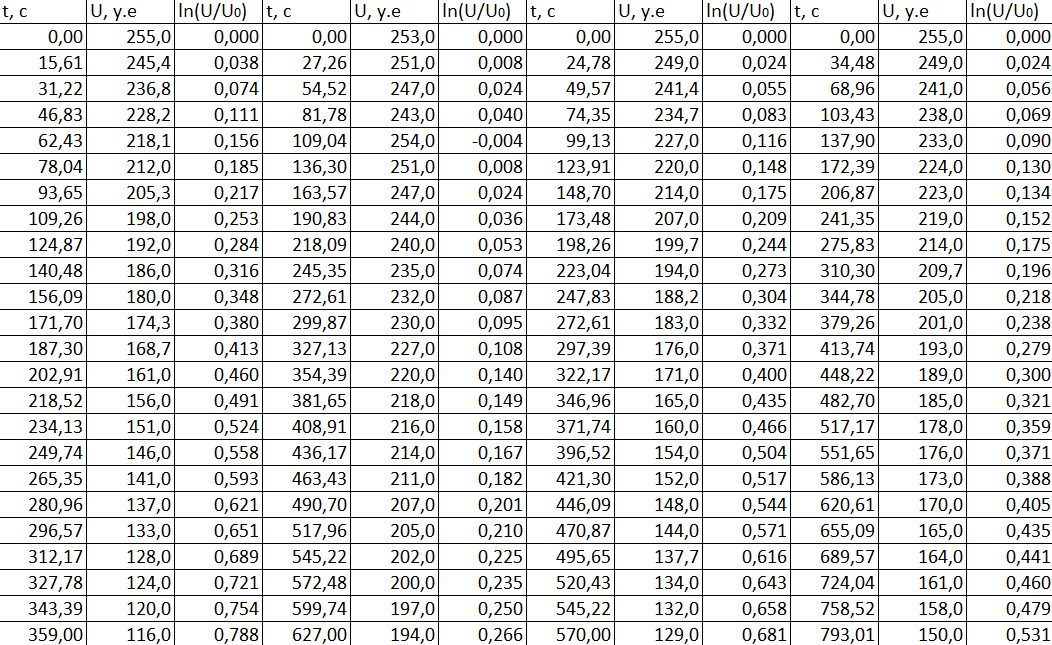 t, c U, у.е ln(U/U₀) t, c U, у.е ln(U/U₀) t, c U, у.е ln(U/U₀) t, c U, у.е ln(U/U₀)
0,00 255,0 0,000 0,00 253,0 0,000 0,00 255,0 0,000 0,00 255,0 0,000
15,61 245,4 0,038 27,26 251,0 0,008 24,78 249,0 0,024 34,48 249,0 0,024
31,22 236,8 0,074 54,52 247,0 0,024 49,57 241,4 0,055 68,96 241,0 0,056
46,83 228,2 0,111 81,78 243,0 0,040 74,35 234,7 0,083 103,43 238,0 0,069
62,43 218,1 0,156 109,04 254,0 -0,004 99,13 227,0 0,116 137,90 233,0 0,090
78,04 212,0 0,185 136,30 251,0 0,008 123,91 220,0 0,148 172,39 224,0 0,130
93,65 205,3 0,217 163,57 247,0 0,024 148,70 214,0 0,175 206,87 223,0 0,134
109,26 198,0 0,253 190,83 244,0 0,036 173,48 207,0 0,209 241,35 219,0 0,152
124,87 192,0 0,284 218,09 240,0 0,053 198,26 199,7 0,244 275,83 214,0 0,175
140,48 186,0 0,316 245,35 235,0 0,074 223,04 194,0 0,273 310,30 209,7 0,196
156,09 180,0 0,348 272,61 232,0 0,087 247,83 188,2 0,304 344,78 205,0 0,218
171,70 174,3 0,380 299,87 230,0 0,095 272,61 183,0 0,332 379,26 201,0 0,238
187,30 168,7 0,413 327,13 227,0 0,108 297,39 176,0 0,371 413,74 193,0 0,279
202,91 161,0 0,460 354,39 220,0 0,140 322,17 171,0 0,400 448,22 189,0 0,300
218,52 156,0 0,491 381,65 218,0 0,149 346,96 165,0 0,435 482,70 185,0 0,321
234,13 151,0 0,524 408,91 216,0 0,158 371,74 160,0 0,466 517,17 178,0 0,359
249,74 146,0 0,558 436,17 214,0 0,167 396,52 154,0 0,504 551,65 176,0 0,371
265,35 141,0 0,593 463,43 211,0 0,182 421,30 152,0 0,517 586,13 173,0 0,388
280,96 137,0 0,621 490,70 207,0 0,201 446,09 148,0 0,544 620,61 170,0 0,405
296,57 133,0 0,651 517,96 205,0 0,210 470,87 144,0 0,571 655,09 165,0 0,435
312,17 128,0 0,689 545,22 202,0 0,225 495,65 137,7 0,616 689,57 164,0 0,441
327,78 124,0 0,721 572,48 200,0 0,235 520,43 134,0 0,643 724,04 161,0 0,460
343,39 120,0 0,754 599,74 197,0 0,250 545,22 132,0 0,658 758,52 158,0 0,479
359,00 116,0 0,788 627,00 194,0 0,266 570,00 129,0 0,681 793,01 150,0 0,531